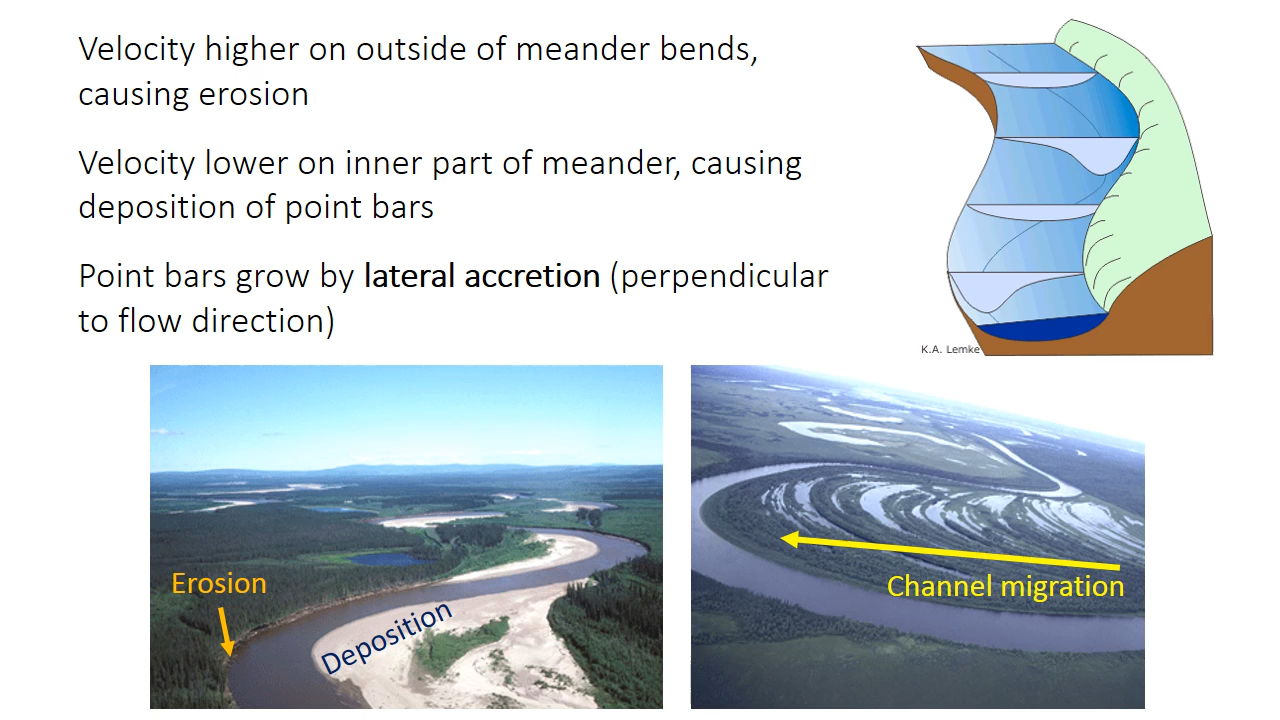 Velocity higher on outside of meander bends,
causing erosion
Velocity lower on inner part of meander, causing
deposition of point bars
Point bars grow by lateral accretion (perpendicular
to flow direction)
K.A. Lemke
Erosion
Deposition
Channel migration